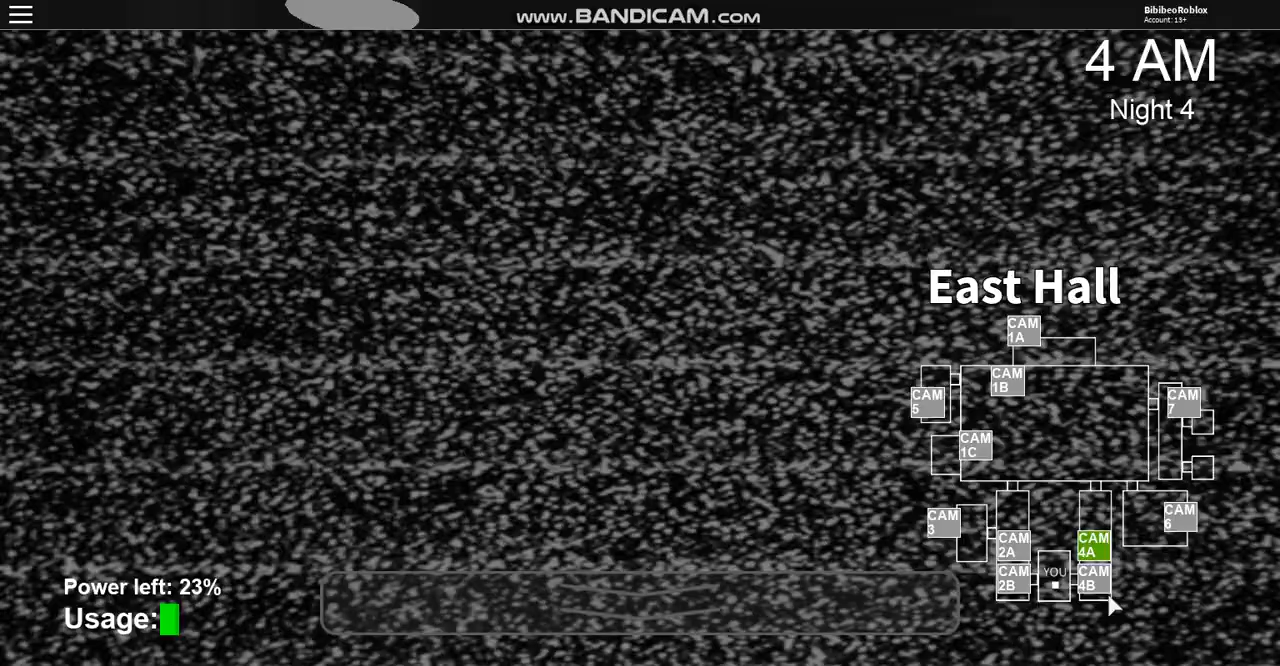 www.BANDICAM.com
BibibeoRoblox
Account: 13+
4 AM
Night 4
East Hall
CAM
1A
CAM
1B
CAM
5
CAM
7
CAM
1C
CAM
3
CAM
6
CAM
2A
CAM
4A
CAM
2B
YOU
CAM
4B
Power left: 23%
Usage: